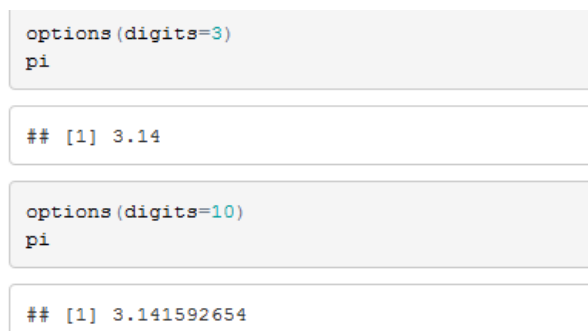 options(digits=3)
pi
## [1] 3.14
options(digits=10)
pi
## [1] 3.141592654